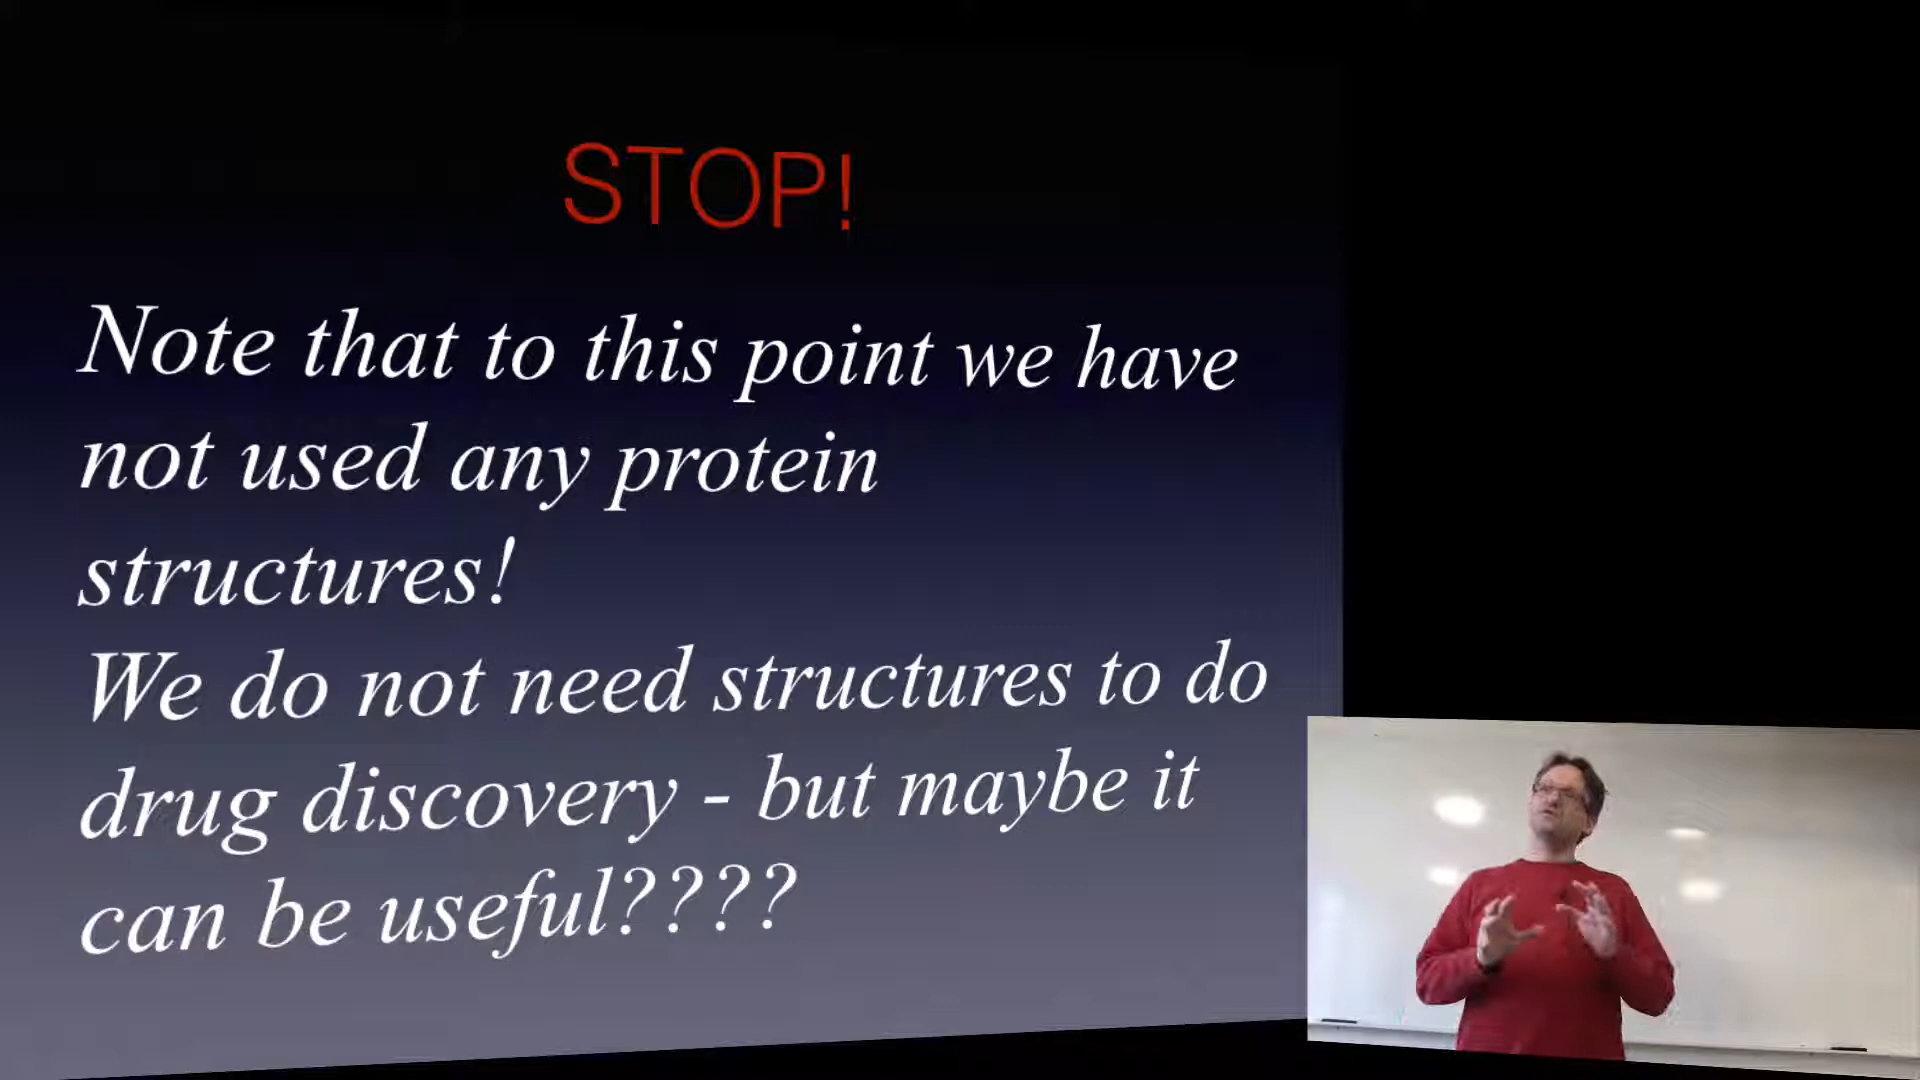 STOP!
Note that to this point we have
not used any protein
structures!
We do not need structures to do
drug discovery - but maybe it
can be useful????